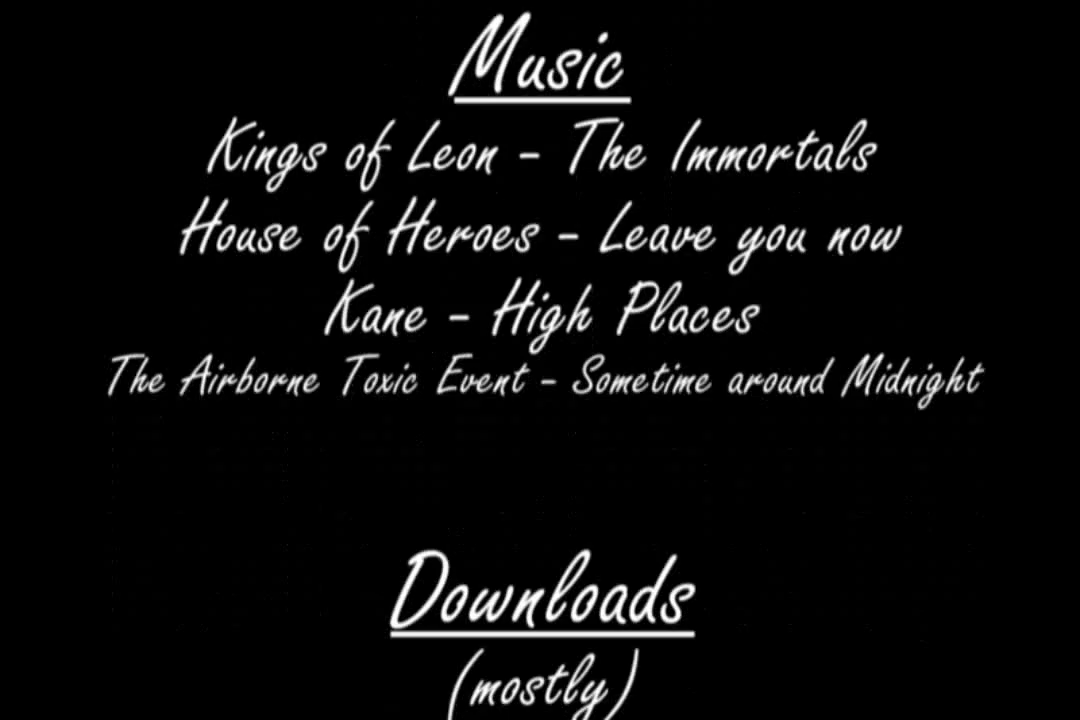 Music
Kings of Leon - The Immortals
House of Heroes - Leave you now
Kane - High Places
The Airborne Toxic Event - Sometime around Midnight
Downloads
(mostly)